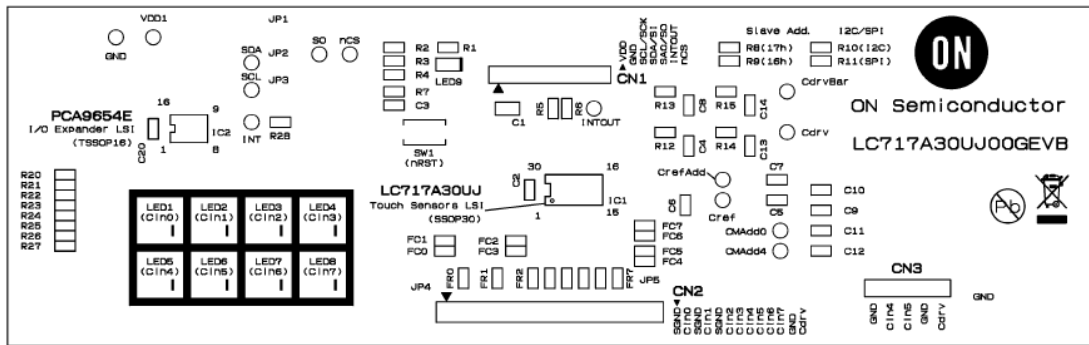 VDD1
GND
JP1
SDA
JP2
SCL
JP3
INT
R28
SO
nCS
PCA9654E
I/O Expander LSI
(TSSOP16)
16
9
1
8
IC2
C20
R20
R21
R22
R23
R24
R25
R26
R27
LED1
(Cin0)
LED2
(Cin1)
LED3
(Cin2)
LED4
(Cin3)
LED5
(Cin4)
LED6
(Cin5)
LED7
(Cin6)
LED8
(Cin7)
R2
R1
R3
R4
LED9
R7
C3
SW1
(nRST)
CN1
VDD
GND
SCL/SCK
SDA/SI
SA0/SO
INTOUT
nCS
C1
R5
R6
INTOUT
LC717A30UJ
Touch Sensors LSI
(SSOP30)
C2
30
16
1
15
IC1
FC1
FC0
FC2
FC3
FC7
FC6
FC5
FC4
JP4
FR0
FR1
FR2
FR7
JP5
CN2
SGND
Cin0
SGND
Cin1
SGND
Cin2
Cin3
Cin4
Cin5
Cin6
Cin7
GND
Cdrv
Slave Add.
I2C/SPI
R8(17h)
R10(I2C)
R9(16h)
R11(SPI)
R13
C8
R15
C14
R12
C4
R14
C13
CdrvBar
Cdrv
CrefAdd
Cref
C6
C7
C5
CMAdd0
CMAdd4
C10
C9
C11
C12
ON
ON Semiconductor
LC717A30UJ00GEVB
Pb
CN3
GND
Cin4
Cin5
GND
Cdrv
GND